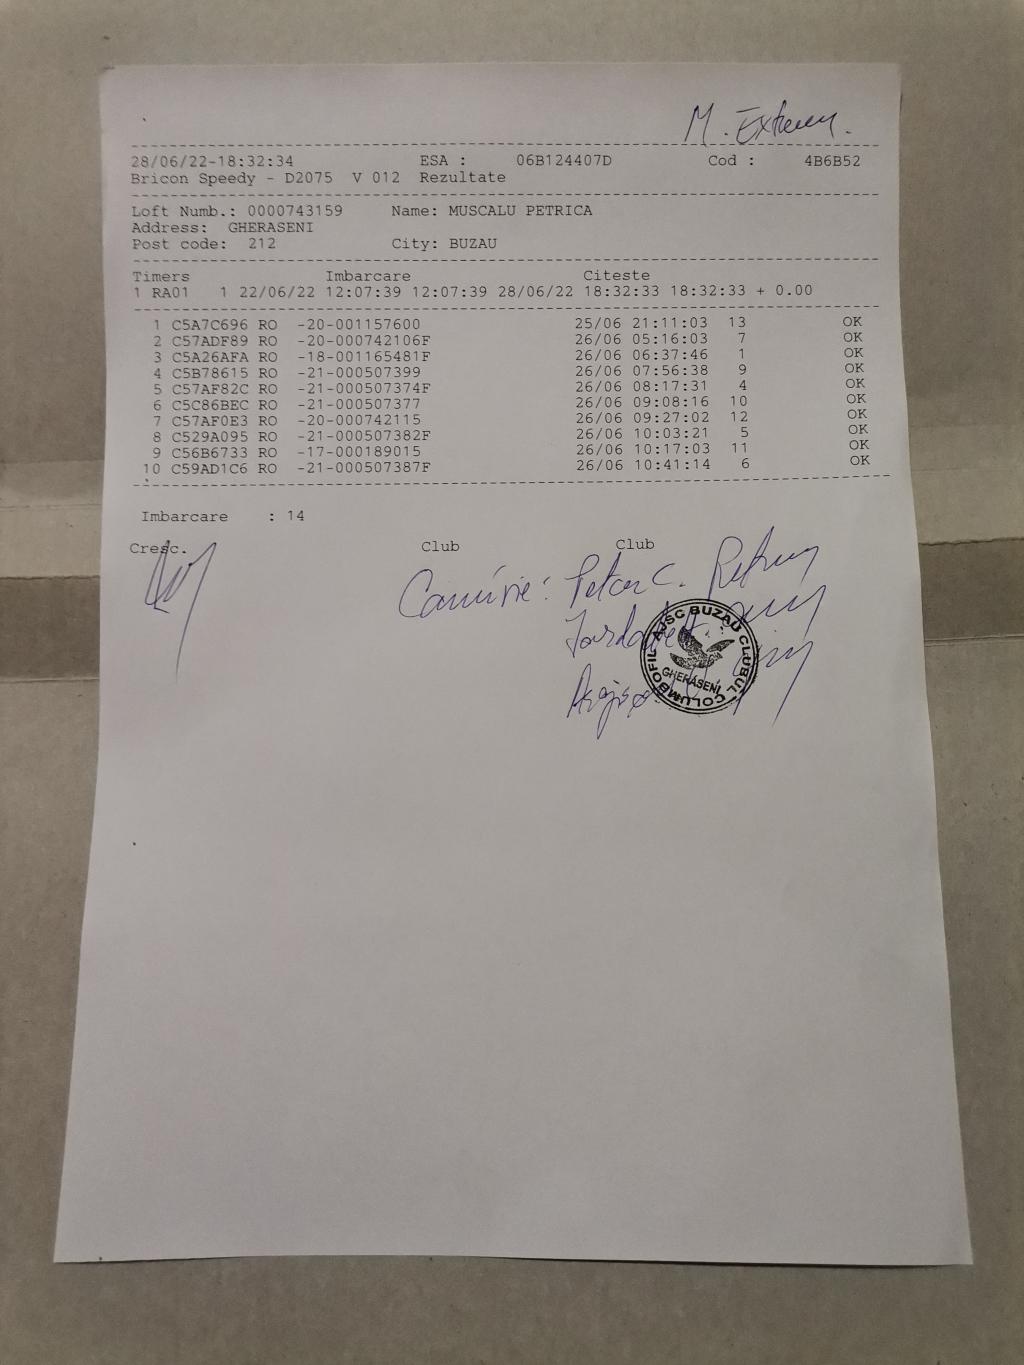 M. Extrem.
28/06/22-18:32:34 ESA : 06B124407D Cod : 4B6B52
Bricon Speedy - D2075 V 012 Rezultate
Loft Numb.: 0000743159 Name: MUSCALU PETRICA
Address: GHERASENI
Post code: 212 City: BUZAU
Timers Imbarcare Citeste
1 RA01 1 22/06/22 12:07:39 12:07:39 28/06/22 18:32:33 18:32:33 + 0.00
1 C5A7C696 RO -20-001157600 25/06 21:11:03 13 OK
2 C57ADF89 RO -20-000742106F 26/06 05:16:03 7 OK
3 C5A26AFA RO -18-001165481F 26/06 06:37:46 1 OK
4 C5B78615 RO -21-000507399 26/06 07:56:38 9 OK
5 C57AF82C RO -21-000507374F 26/06 08:17:31 4 OK
6 C5C86BEC RO -21-000507377 26/06 09:08:16 10 OK
7 C57AF0E3 RO -20-000742115 26/06 09:27:02 12 OK
8 C529A095 RO -21-000507382F 26/06 10:03:21 5 OK
9 C56B6733 RO -17-000189015 26/06 10:17:03 11 OK
10 C59AD1C6 RO -21-000507387F 26/06 10:41:14 6 OK
Imbarcare : 14
Cresc. Club Club
AJSC BUZAU CLUBUL COLUMBOFIL
GHERASENI